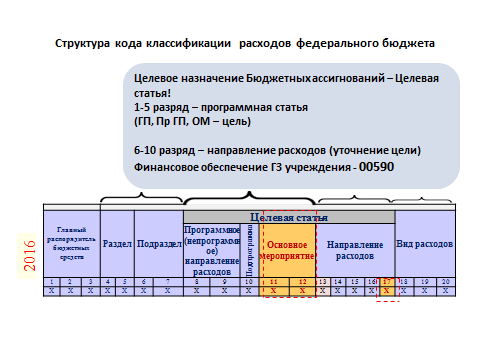 Структура кода классификации расходов федерального бюджета
Целевое назначение Бюджетных ассигнований – Целевая
статья!
1-5 разряд – программная статья
(ГП, Пр ГП, ОМ – цель)
6-10 разряд – направление расходов (уточнение цели)
Финансовое обеспечение ГЗ учреждения - 00590
2016
Целевая статья
Главный
распорядитель
бюджетных
средств
Раздел
Подраздел
Программное
(непрограммн
ое)
направление
расходов
Подпрограмма
Основное
мероприятие
Направление
расходов
Вид расходов
1 2 3 4 5 6 7 8 9 10 11 12 13 14 15 16 17 18 19 20
X X X X X X X X X X X X X X X X X X X X